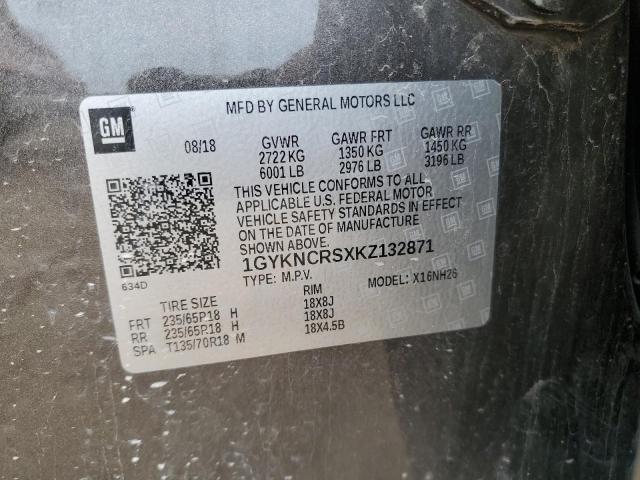 GM
MFD BY GENERAL MOTORS LLC
08/18 GVWR GAWR FRT GAWR RR
2722 KG 1350 KG 1450 KG
6001 LB 2976 LB 3196 LB
THIS VEHICLE CONFORMS TO ALL
APPLICABLE U.S. FEDERAL MOTOR
VEHICLE SAFETY STANDARDS IN EFFECT
ON THE DATE OF MANUFACTURE
SHOWN ABOVE.
1GYKNCRSXKZ132871
634D TYPE: M.P.V. MODEL: X16NH26
TIRE SIZE RIM
FRT 235/65R18 H 18X8J
RR 235/65R18 H 18X8J
SPA T135/70R18 M 18X4.5B